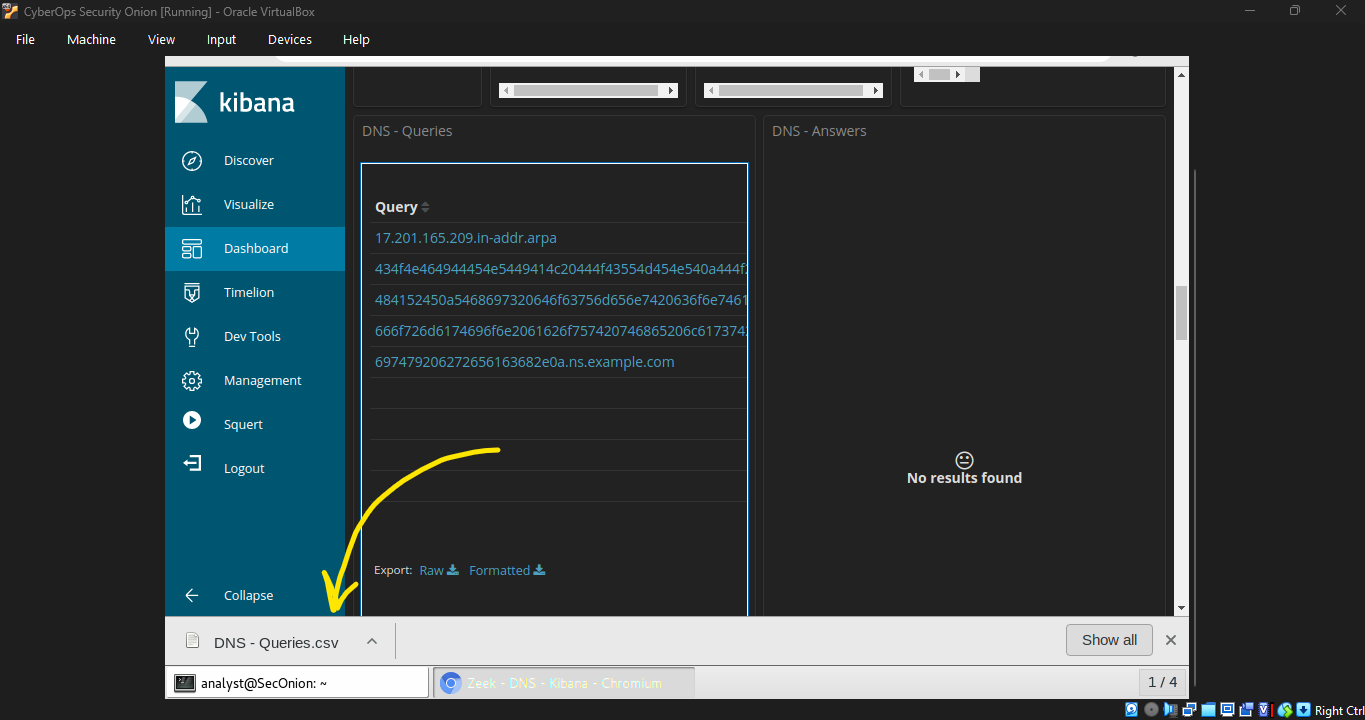 CyberOps Security Onion [Running] - Oracle VirtualBox
File Machine View Input Devices Help
kibana
Discover
Visualize
Dashboard
Timelion
Dev Tools
Management
Squert
Logout
Collapse
DNS - Queries
Query
17.201.165.209.in-addr.arpa
434f4e464944454e5449414c20444f43554d454e540a444f
484152450a5468697320646f63756d656e7420636f6e7461
666f726d6174696f6e2061626f757420746865206c617374
697479206272656163682e0a.ns.example.com
Export: Raw Formatted
DNS - Answers
No results found
DNS - Queries.csv
Show all
analyst@SecOnion: ~
Zeek - DNS - Kibana - Chromium
1 / 4
Right Ctrl